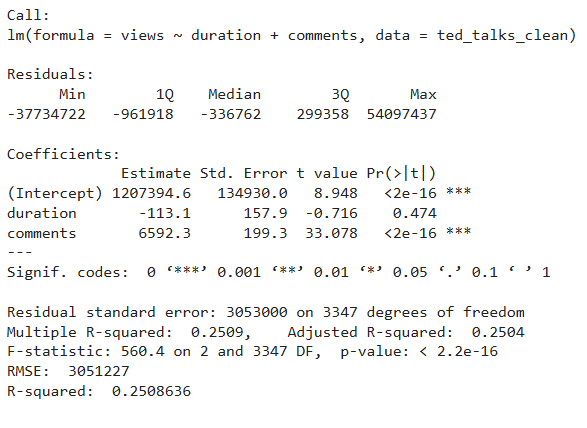 Call:
lm(formula = views ~ duration + comments, data = ted_talks_clean)

Residuals:
      Min        1Q    Median        3Q       Max
-37734722   -961918   -336762    299358  54097437

Coefficients:
             Estimate Std. Error t value Pr(>|t|)
(Intercept) 1207394.6   134930.0   8.948   <2e-16 ***
duration       -113.1      157.9  -0.716    0.474
comments       6592.3      199.3  33.078   <2e-16 ***
---
Signif. codes:  0 ‘***’ 0.001 ‘**’ 0.01 ‘*’ 0.05 ‘.’ 0.1 ‘ ’ 1

Residual standard error: 3053000 on 3347 degrees of freedom
Multiple R-squared:  0.2509,    Adjusted R-squared:  0.2504
F-statistic: 560.4 on 2 and 3347 DF,  p-value: < 2.2e-16
RMSE:  3051227
R-squared:  0.2508636